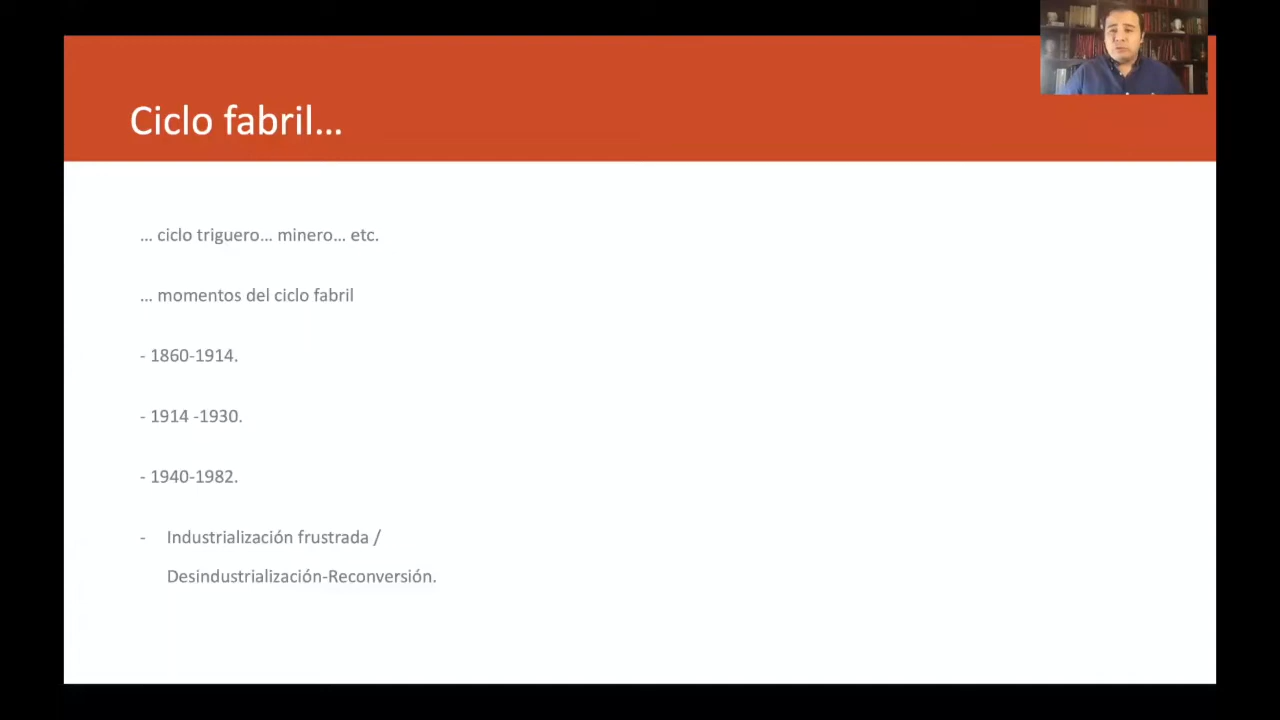 Ciclo fabril...
... ciclo triguero... minero... etc.
... momentos del ciclo fabril
- 1860-1914.
- 1914 -1930.
- 1940-1982.
- Industrialización frustrada /
Desindustrialización-Reconversión.